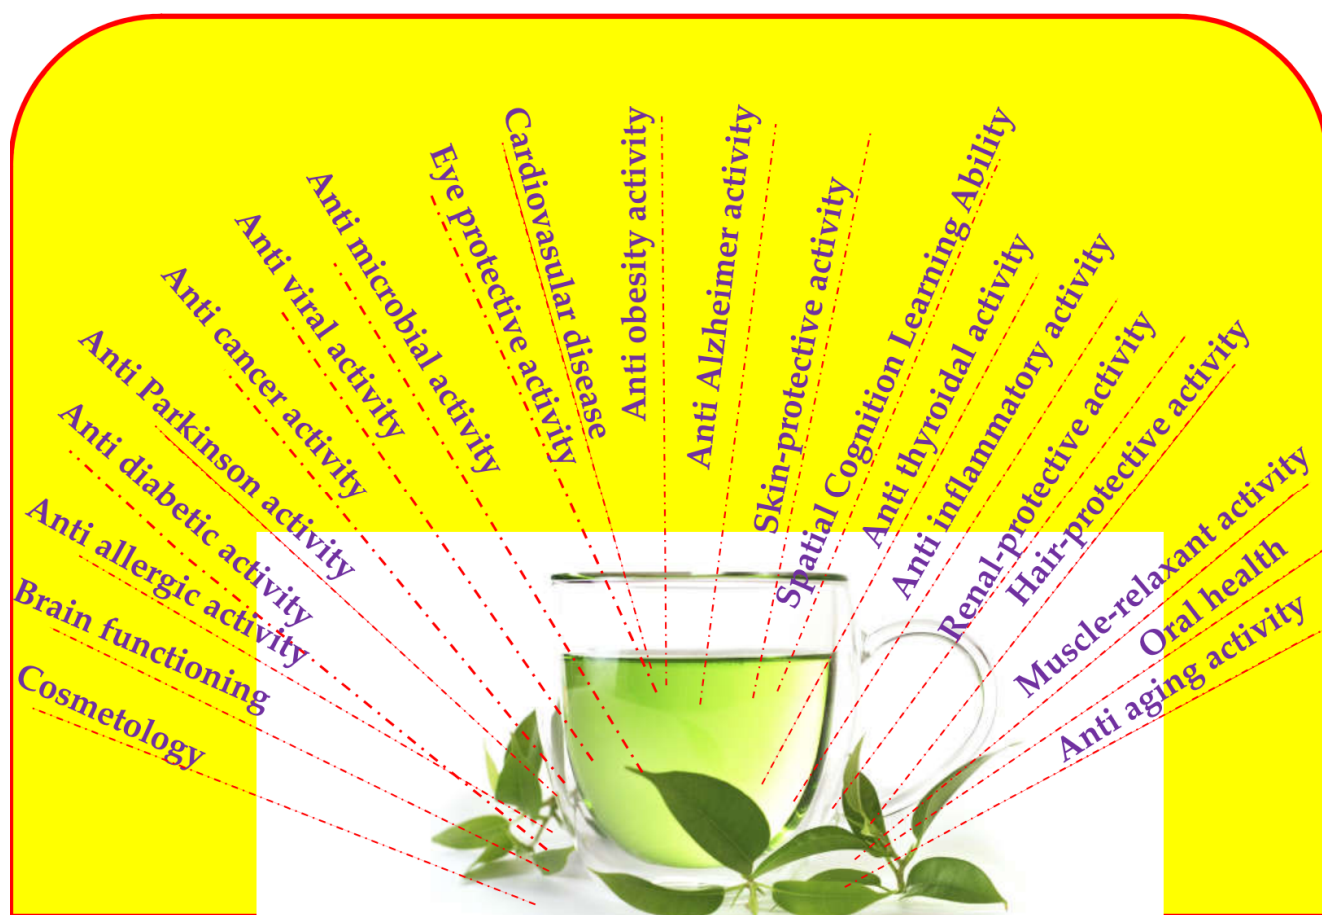 Cosmetology
Brain functioning
Anti allergic activity
Anti diabetic activity
Anti Parkinson activity
Anti cancer activity
Anti viral activity
Anti microbial activity
Eye protective activity
Cardiovasular disease
Anti obesity activity
Anti Alzheimer activity
Skin-protective activity
Spatial Cognition Learning Ability
Anti thyroidal activity
Anti inflammatory activity
Renal-protective activity
Hair-protective activity
Muscle-relaxant activity
Oral health
Anti aging activity